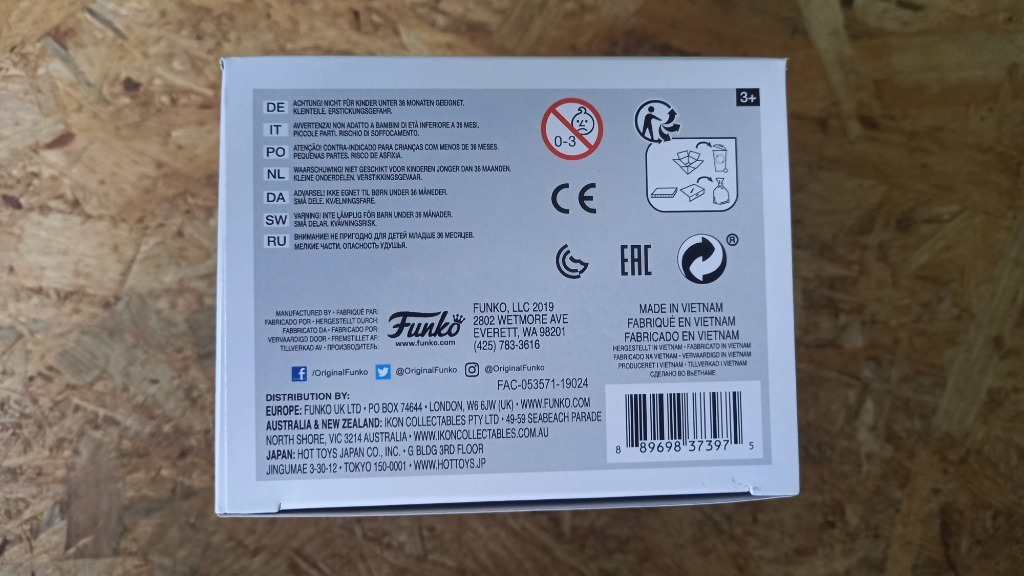 DE ACHTUNG! NICHT FÜR KINDER UNTER 36 MONATEN GEEIGNET.
KLEINTEILE. ERSTICKUNGSGEFAHR.
IT AVVERTENZA! NON ADATTO A BAMBINI DI ETÀ INFERIORE A 36 MESI.
PICCOLE PARTI. RISCHIO DI SOFFOCAMENTO.
PO ATENÇÃO! CONTRA-INDICADO PARA CRIANÇAS COM MENOS DE 36 MESES.
PEQUENAS PARTES. RISCO DE ASFIXIA.
NL WAARSCHUWING! NIET GESCHIKT VOOR KINDEREN JONGER DAN 36 MAANDEN.
KLEINE ONDERDELEN. VERSTIKKINGSGEVAAR.
DA ADVARSEL! IKKE EGNET TIL BØRN UNDER 36 MÅNEDER.
SMÅ DELE. KVÆLNINGSFARE.
SW VARNING! INTE LÄMPLIG FÖR BARN UNDER 36 MÅNADER.
SMÅ DELAR. KVÄVNINGSRISK.
RU ВНИМАНИЕ! НЕ ПРИГОДНО ДЛЯ ДЕТЕЙ МЛАДШЕ 36 МЕСЯЦЕВ.
МЕЛКИЕ ЧАСТИ. ОПАСНОСТЬ УДУШЬЯ.
0-3
3+
CE
EAC
®
MANUFACTURED BY • FABRIQUÉ PAR:
FABRICADO POR • HERGESTELLT DURCH:
FABBRICATO DA • FABRICADO POR:
VERVAARDIGD DOOR • FREMSTILLET AF:
TILLVERKAD AV • ПРОИЗВОДИТЕЛЬ:
Funko
www.funko.com
FUNKO, LLC 2019
2802 WETMORE AVE
EVERETT, WA 98201
(425) 783-3616
MADE IN VIETNAM
FABRIQUÉ EN VIETNAM
FABRICADO EN VIETNAM
HERGESTELLT IN VIETNAM • FABBRICATO IN VIETNAM
FABRICADO NA VIETNAM • VERVAARDIGD IN VIETNAM
PRODUCERET I VIETNAM • TILLVERKAD I VIETNAM
СДЕЛАНО ВО ВЬЕТНАМЕ
/OriginalFunko @OriginalFunko @OriginalFunko
FAC-053571-19024
DISTRIBUTION BY:
EUROPE: FUNKO UK LTD • PO BOX 74644 • LONDON, W6 6JW (UK) • WWW.FUNKO.COM
AUSTRALIA & NEW ZEALAND: IKON COLLECTABLES PTY LTD • 49-59 SEABEACH PARADE
NORTH SHORE, VIC 3214 AUSTRALIA • WWW.IKONCOLLECTABLES.COM.AU
JAPAN: HOT TOYS JAPAN CO., INC. • G BLDG 3RD FLOOR
JINGUMAE 3-30-12 • TOKYO 150-0001 • WWW.HOTTOYS.JP
8 89698 37397 5